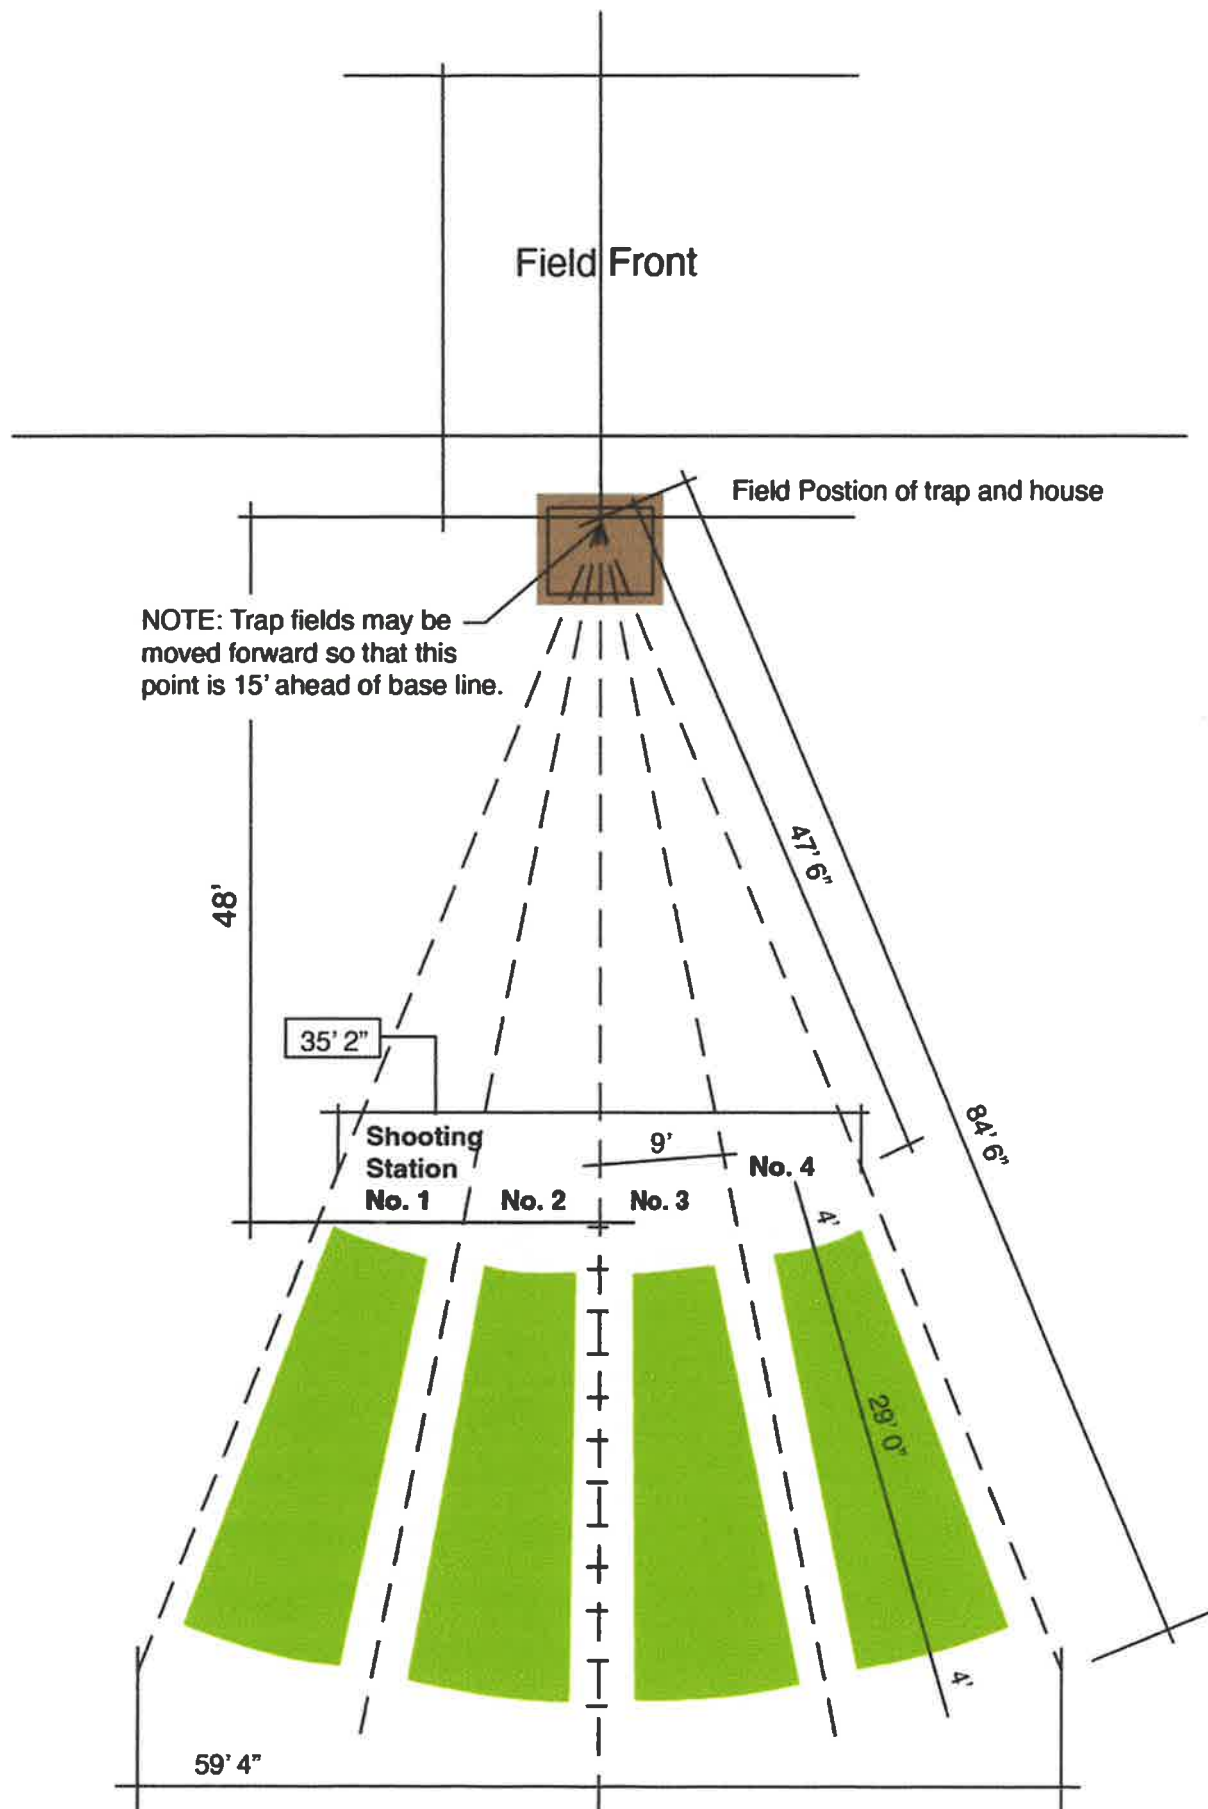 Field Front
Field Postion of trap and house
NOTE: Trap fields may be
moved forward so that this
point is 15' ahead of base line.
47' 6"
48'
35' 2"
84' 6"
Shooting
Station
9'
No. 4
No. 1
No. 2
No. 3
4'
29' 0"
4'
59' 4"